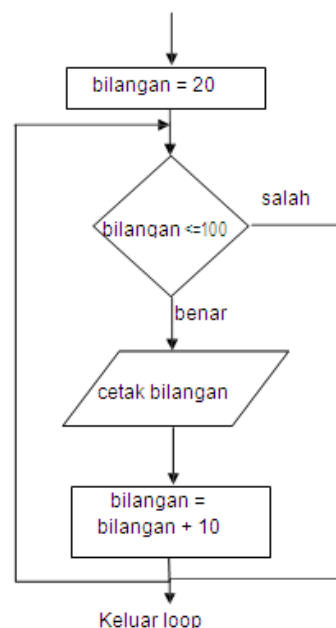 bilangan = 20
bilangan <=100
salah
benar
cetak bilangan
bilangan =
bilangan + 10
Keluar loop